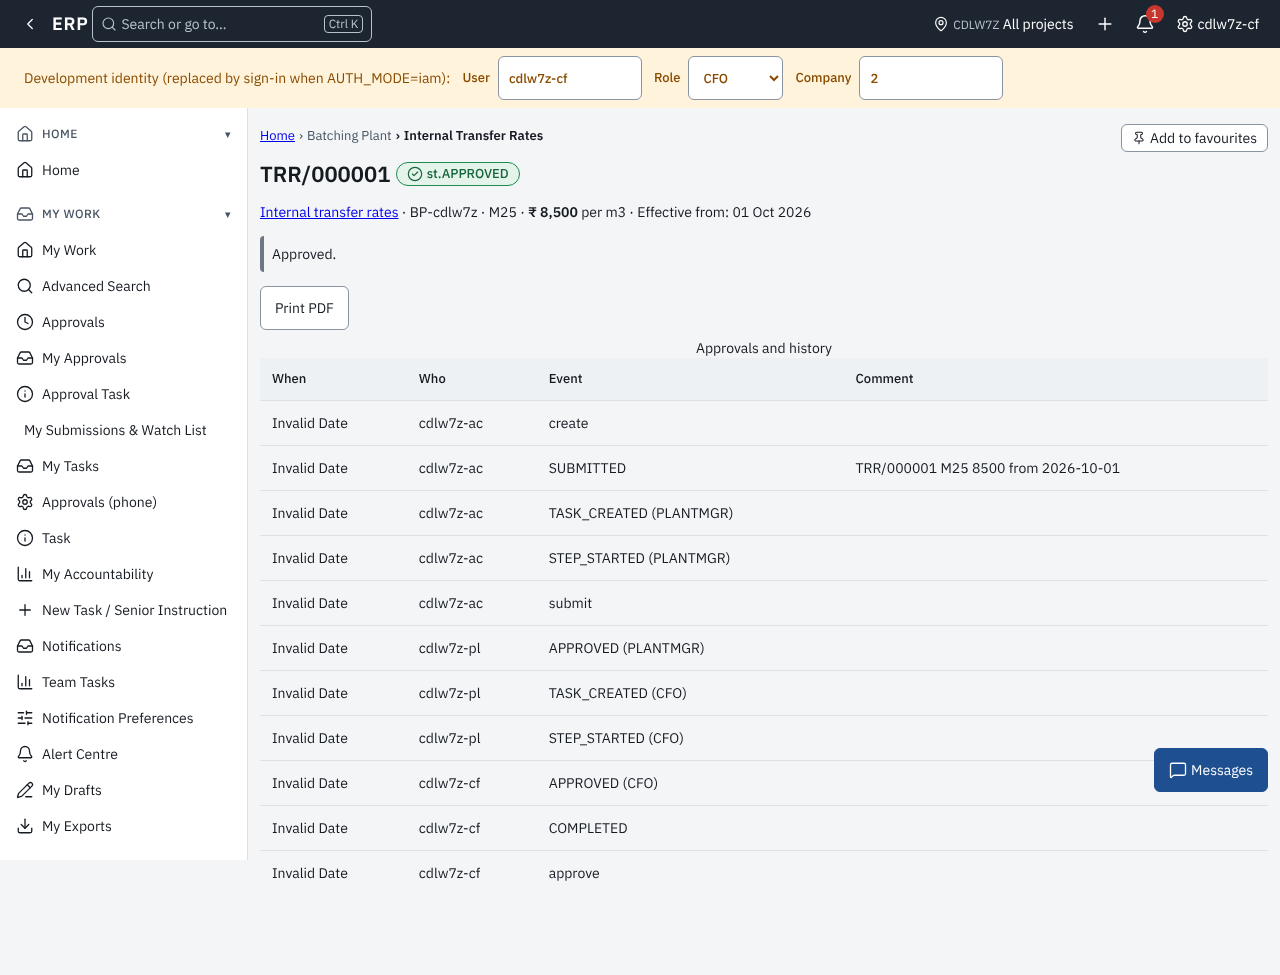 ERP
Search or go to...
Ctrl K
CDLW7Z All projects
1
cdlw7z-cf
Development identity (replaced by sign-in when AUTH_MODE=iam):
User
cdlw7z-cf
Role
CFO
Company
2
HOME
Home
MY WORK
My Work
Advanced Search
Approvals
My Approvals
Approval Task
My Submissions & Watch List
My Tasks
Approvals (phone)
Task
My Accountability
New Task / Senior Instruction
Notifications
Team Tasks
Notification Preferences
Alert Centre
My Drafts
My Exports
Home › Batching Plant › Internal Transfer Rates
Add to favourites
TRR/000001
st.APPROVED
Internal transfer rates · BP-cdlw7z · M25 · ₹ 8,500 per m3 · Effective from: 01 Oct 2026
Approved.
Print PDF
Approvals and history
When Who Event Comment
Invalid Date cdlw7z-ac create
Invalid Date cdlw7z-ac SUBMITTED TRR/000001 M25 8500 from 2026-10-01
Invalid Date cdlw7z-ac TASK_CREATED (PLANTMGR)
Invalid Date cdlw7z-ac STEP_STARTED (PLANTMGR)
Invalid Date cdlw7z-ac submit
Invalid Date cdlw7z-pl APPROVED (PLANTMGR)
Invalid Date cdlw7z-pl TASK_CREATED (CFO)
Invalid Date cdlw7z-pl STEP_STARTED (CFO)
Invalid Date cdlw7z-cf APPROVED (CFO)
Invalid Date cdlw7z-cf COMPLETED
Invalid Date cdlw7z-cf approve
Messages